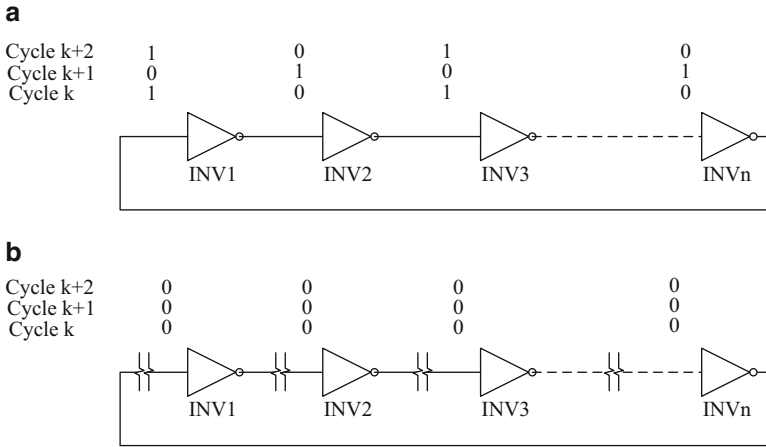 a
Cycle k+2 1 0 1 0
Cycle k+1 0 1 0 1
Cycle k 1 0 1 0
INV1 INV2 INV3 INVn
b
Cycle k+2 0 0 0 0
Cycle k+1 0 0 0 0
Cycle k 0 0 0 0
INV1 INV2 INV3 INVn